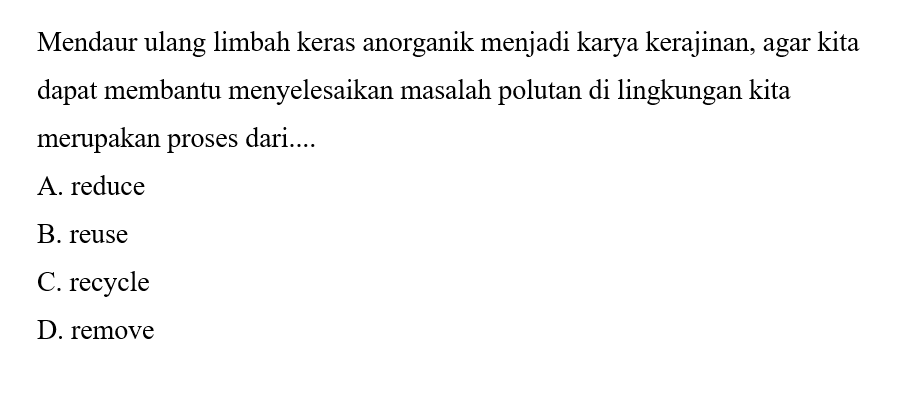 Mendaur ulang limbah keras anorganik menjadi karya kerajinan, agar kita
dapat membantu menyelesaikan masalah polutan di lingkungan kita
merupakan proses dari....
A. reduce
B. reuse
C. recycle
D. remove